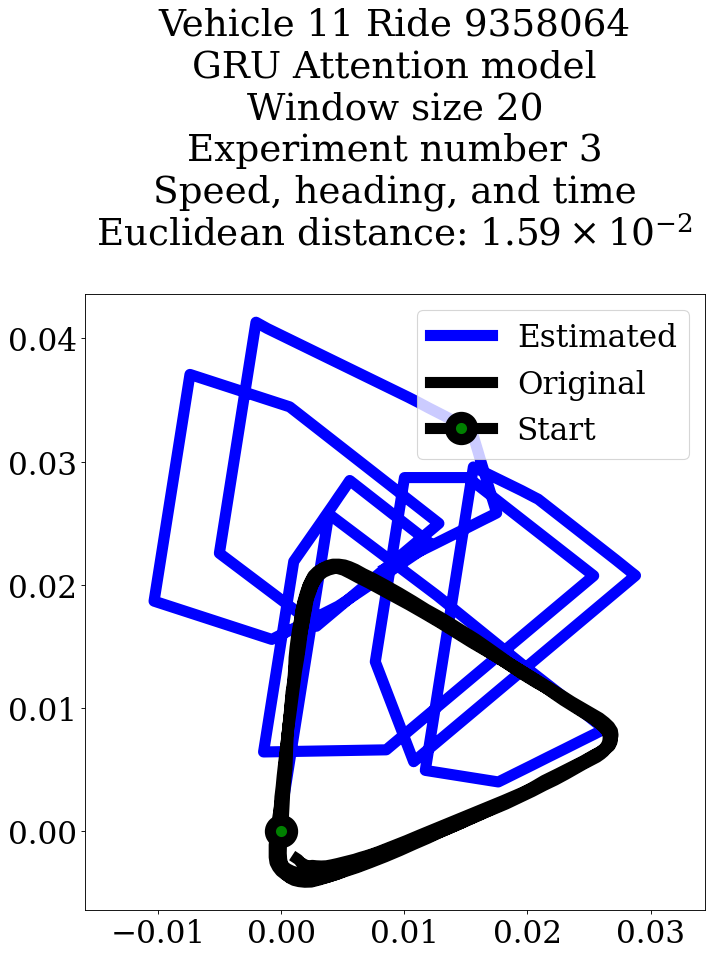 Vehicle 11 Ride 9358064
GRU Attention model
Window size 20
Experiment number 3
Speed, heading, and time
Euclidean distance: 1.59 × 10⁻²
Estimated
Original
Start
0.04
0.03
0.02
0.01
0.00
−0.01 0.00 0.01 0.02 0.03